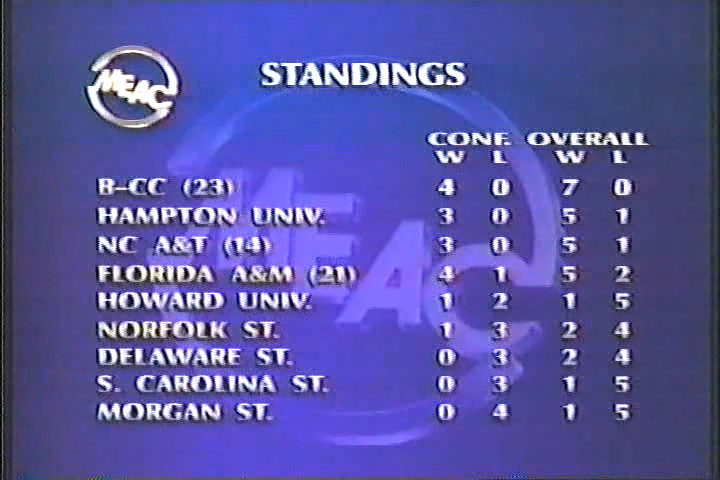 MEAC
STANDINGS
CONF. OVERALL
W L W L
B-CC (23) 4 0 7 0
HAMPTON UNIV. 3 0 5 1
NC A&T (14) 3 0 5 1
FLORIDA A&M (21) 4 1 5 2
HOWARD UNIV. 1 2 1 5
NORFOLK ST. 1 3 2 4
DELAWARE ST. 0 3 2 4
S. CAROLINA ST. 0 3 1 5
MORGAN ST. 0 4 1 5
MEAC